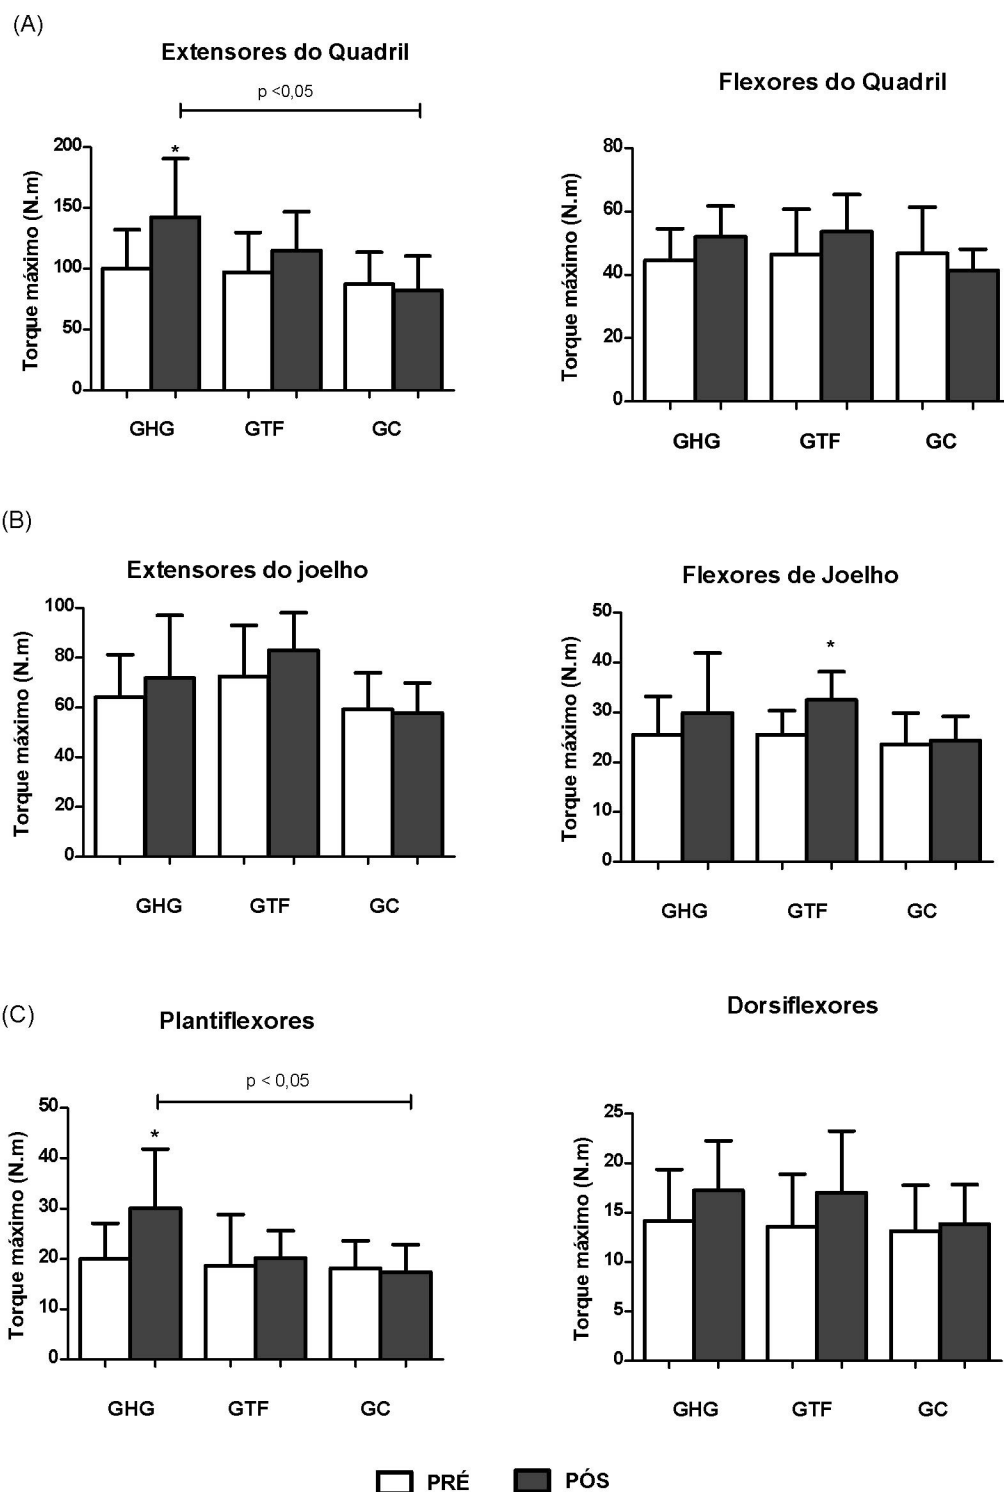 (A)
Extensores do Quadril
p <0,05
Torque máximo (N.m)
200
150
100
50
0
*
GHG GTF GC
Flexores do Quadril
Torque máximo (N.m)
80
60
40
20
0
GHG GTF GC
(B)
Extensores do joelho
Torque máximo (N.m)
100
80
60
40
20
0
GHG GTF GC
Flexores de Joelho
Torque máximo (N.m)
50
40
30
20
10
0
*
GHG GTF GC
(C)
Plantiflexores
p < 0,05
Torque máximo (N.m)
50
40
30
20
10
0
*
GHG GTF GC
Dorsiflexores
Torque máximo (N.m)
25
20
15
10
5
0
GHG GTF GC
PRÉ PÓS